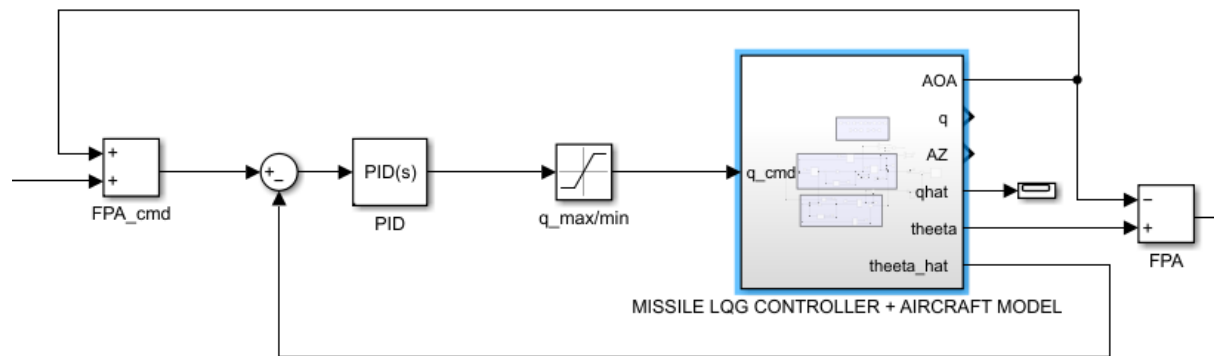 AOA
q
AZ
q_cmd
qhat
theeta
theeta_hat
+
+
FPA_cmd
+
−
PID(s)
PID
q_max/min
−
+
FPA
MISSILE LQG CONTROLLER + AIRCRAFT MODEL